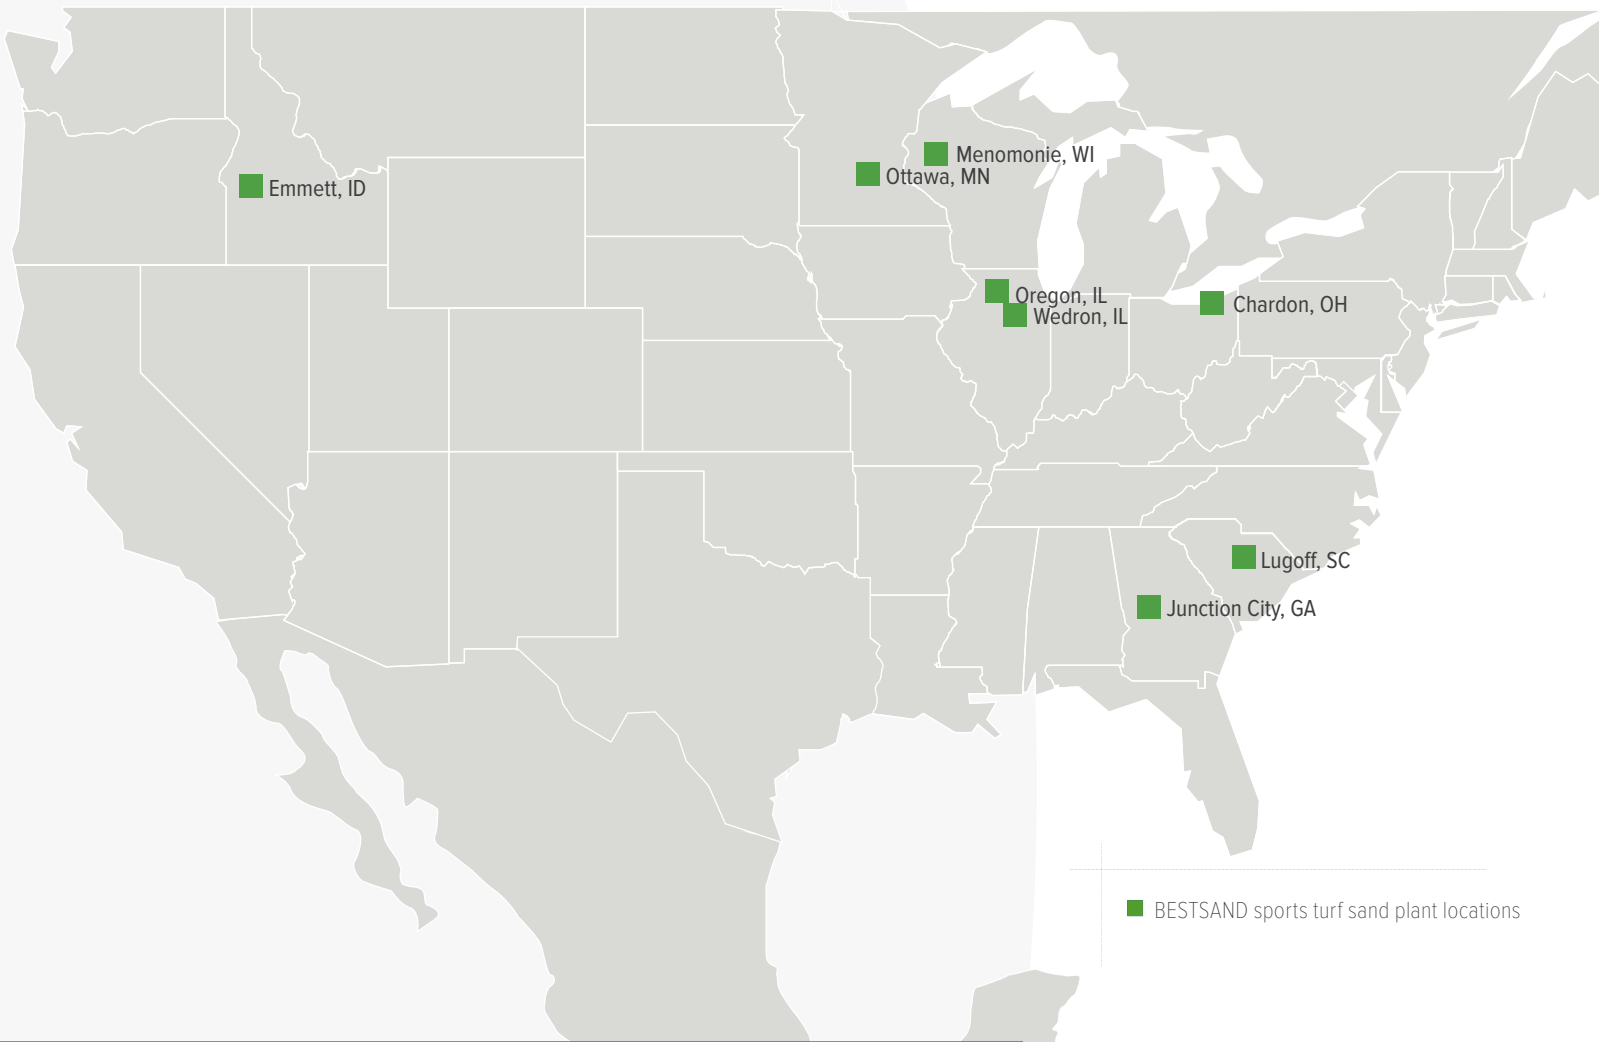 Menomonie, WI
Ottawa, MN
Emmett, ID
Oregon, IL
Wedron, IL
Chardon, OH
Lugoff, SC
Junction City, GA
BESTSAND sports turf sand plant locations